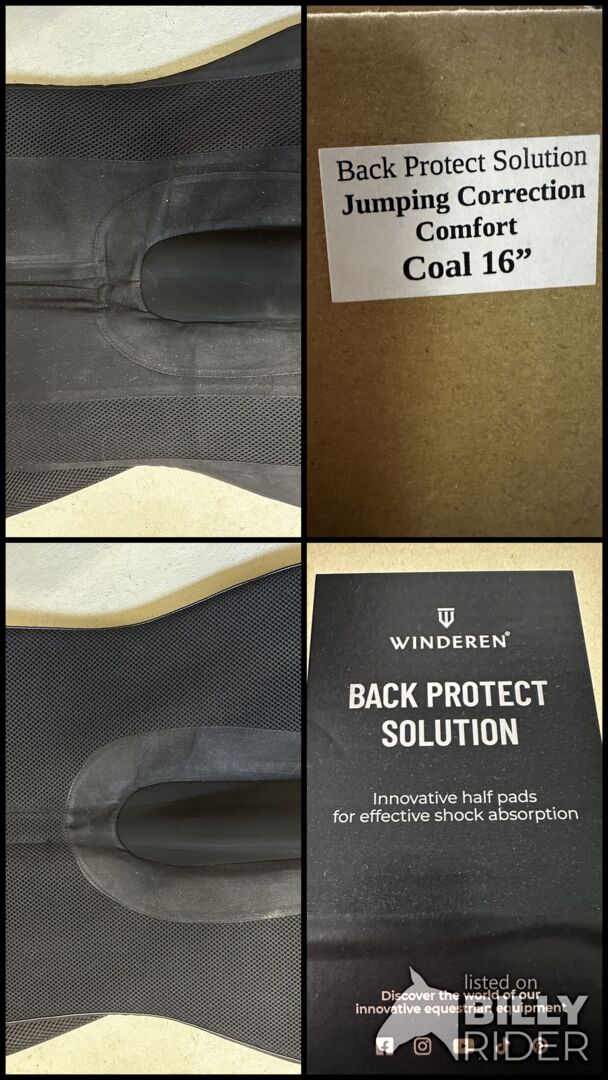 Back Protect Solution
Jumping Correction
Comfort
Coal 16”
WINDEREN®
BACK PROTECT
SOLUTION
Innovative half pads
for effective shock absorption
Discover the world of our
innovative equestrian equipment
listed on
BILLY
RIDER